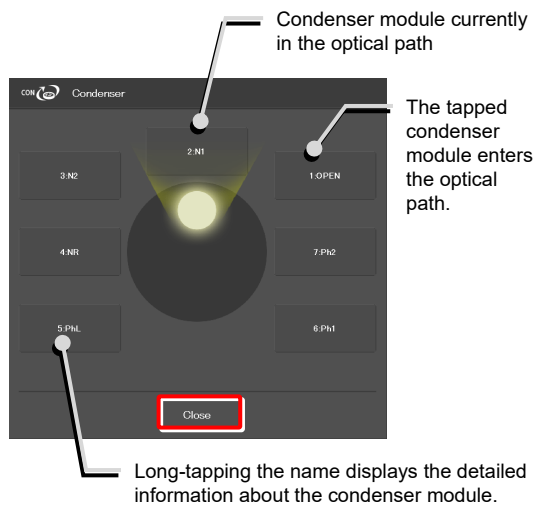 Condenser module currently
in the optical path
CON Condenser
The tapped
condenser
module enters
the optical
path.
2:N1
3:N2
1:OPEN
4:NR
7:Ph2
5:PhL
6:Ph1
Close
Long-tapping the name displays the detailed
information about the condenser module.